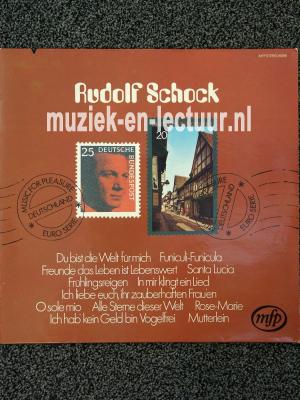 Rudolf Schock
muziek-en-lectuur.nl
25
DEUTSCHE
BUNDESPOST
20
MUSIC FOR PLEASURE
DEUTSCHLAND
EURO SERIE
MUSIC FOR PLEASURE
DEUTSCHLAND
EURO SERIE
Du bist die Welt für mich Funiculi-Funicula
Freunde das Leben ist Lebenswert Santa Lucia
Frühlingsreigen In mir klingt ein Lied
Ich liebe euch, ihr zauberhaften Frauen
O sole mio Alle Sterne dieser Welt Rose-Marie
Ich hab kein Geld bin Vogelfrei Mutterlein
mfp